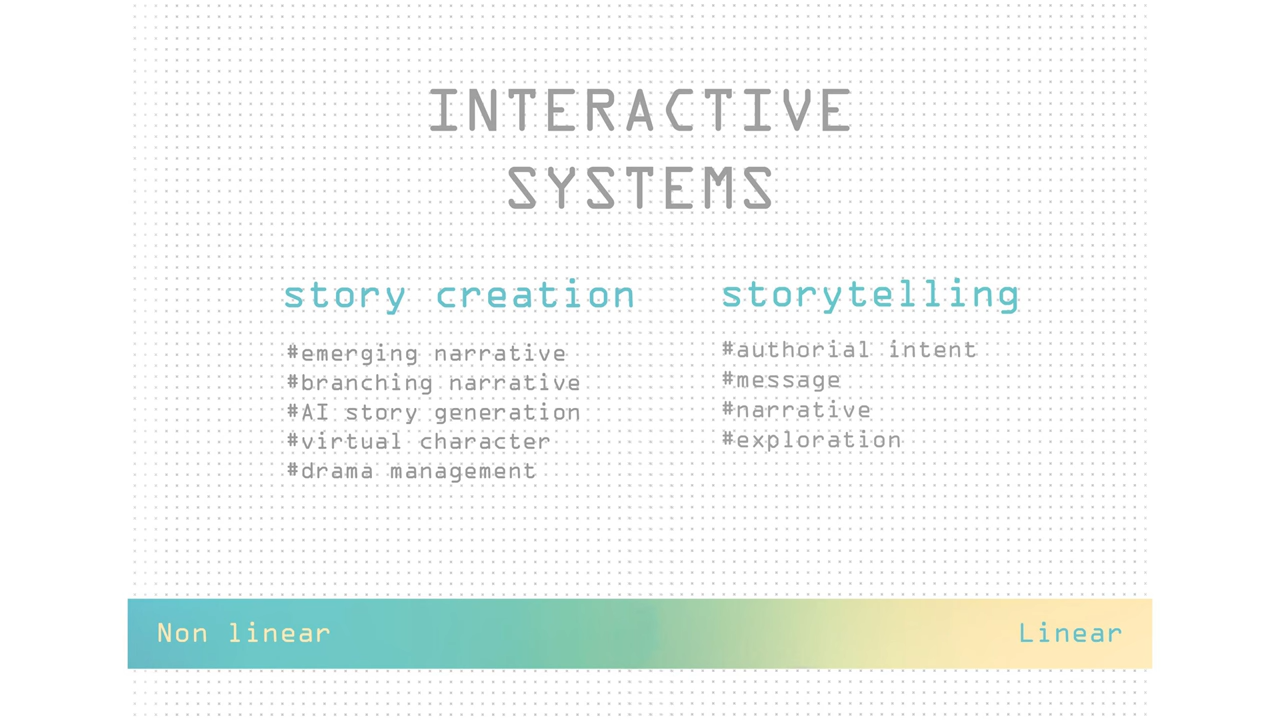 INTERACTIVE
SYSTEMS
story creation
#emerging narrative
#branching narrative
#AI story generation
#virtual character
#drama management
storytelling
#authorial intent
#message
#narrative
#exploration
Non linear
Linear